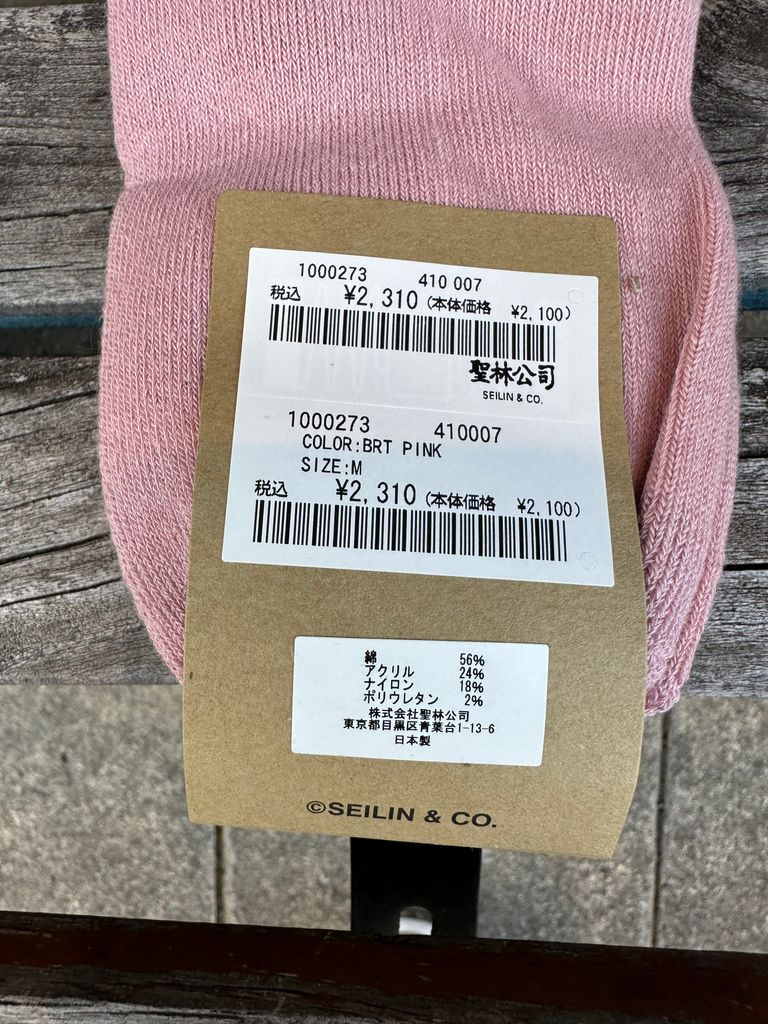 1000273 410 007
税込 ¥2,310 (本体価格 ¥2,100)
聖林公司
SEILIN & CO.
1000273 410007
COLOR:BRT PINK
SIZE:M
税込 ¥2,310 (本体価格 ¥2,100)
綿 56%
アクリル 24%
ナイロン 18%
ポリウレタン 2%
株式会社聖林公司
東京都目黒区青葉台1-13-6
日本製
©SEILIN & CO.